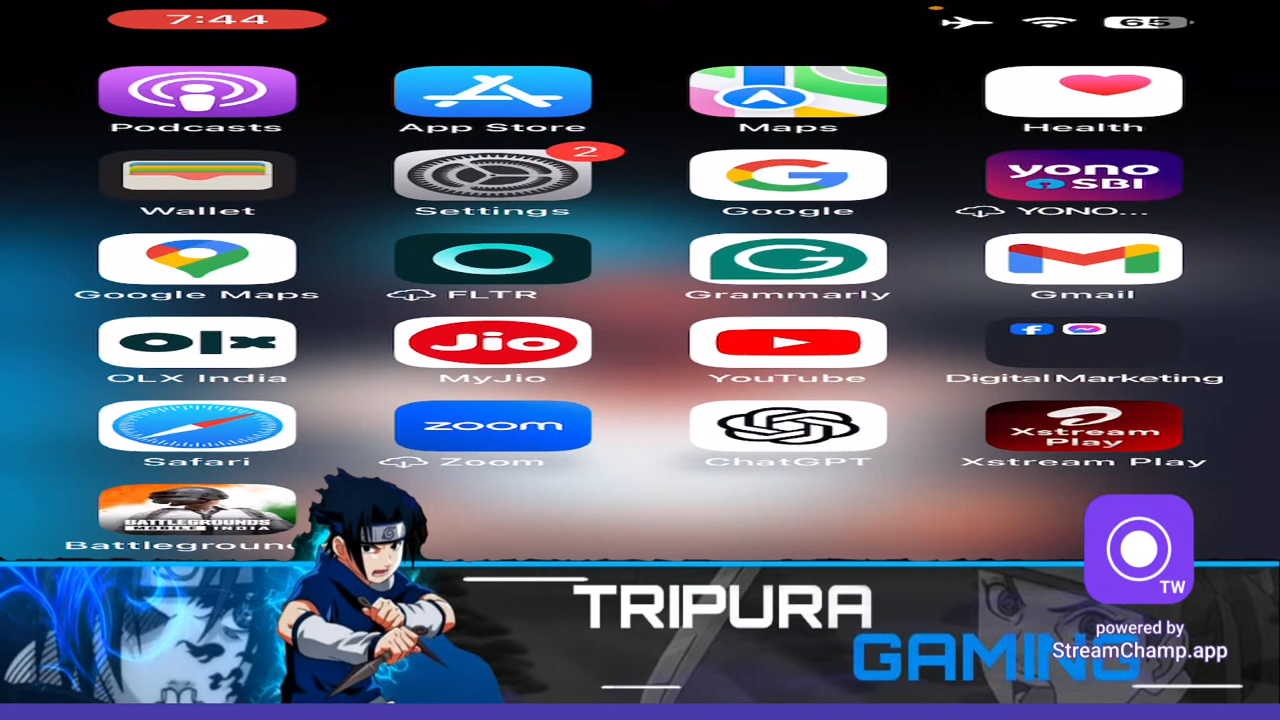 7:44
65
Podcasts
App Store
Maps
Health
2
Wallet
Settings
Google
yono
SBI
YONO...
Google Maps
FLTR
Grammarly
Gmail
OLX
OLX India
Jio
MyJio
YouTube
Digital Marketing
Safari
zoom
Zoom
ChatGPT
Xstream
Play
Xstream Play
BATTLEGROUNDS
MOBILE INDIA
Battlegroun
TRIPURA
GAMING
TW
powered by
StreamChamp.app